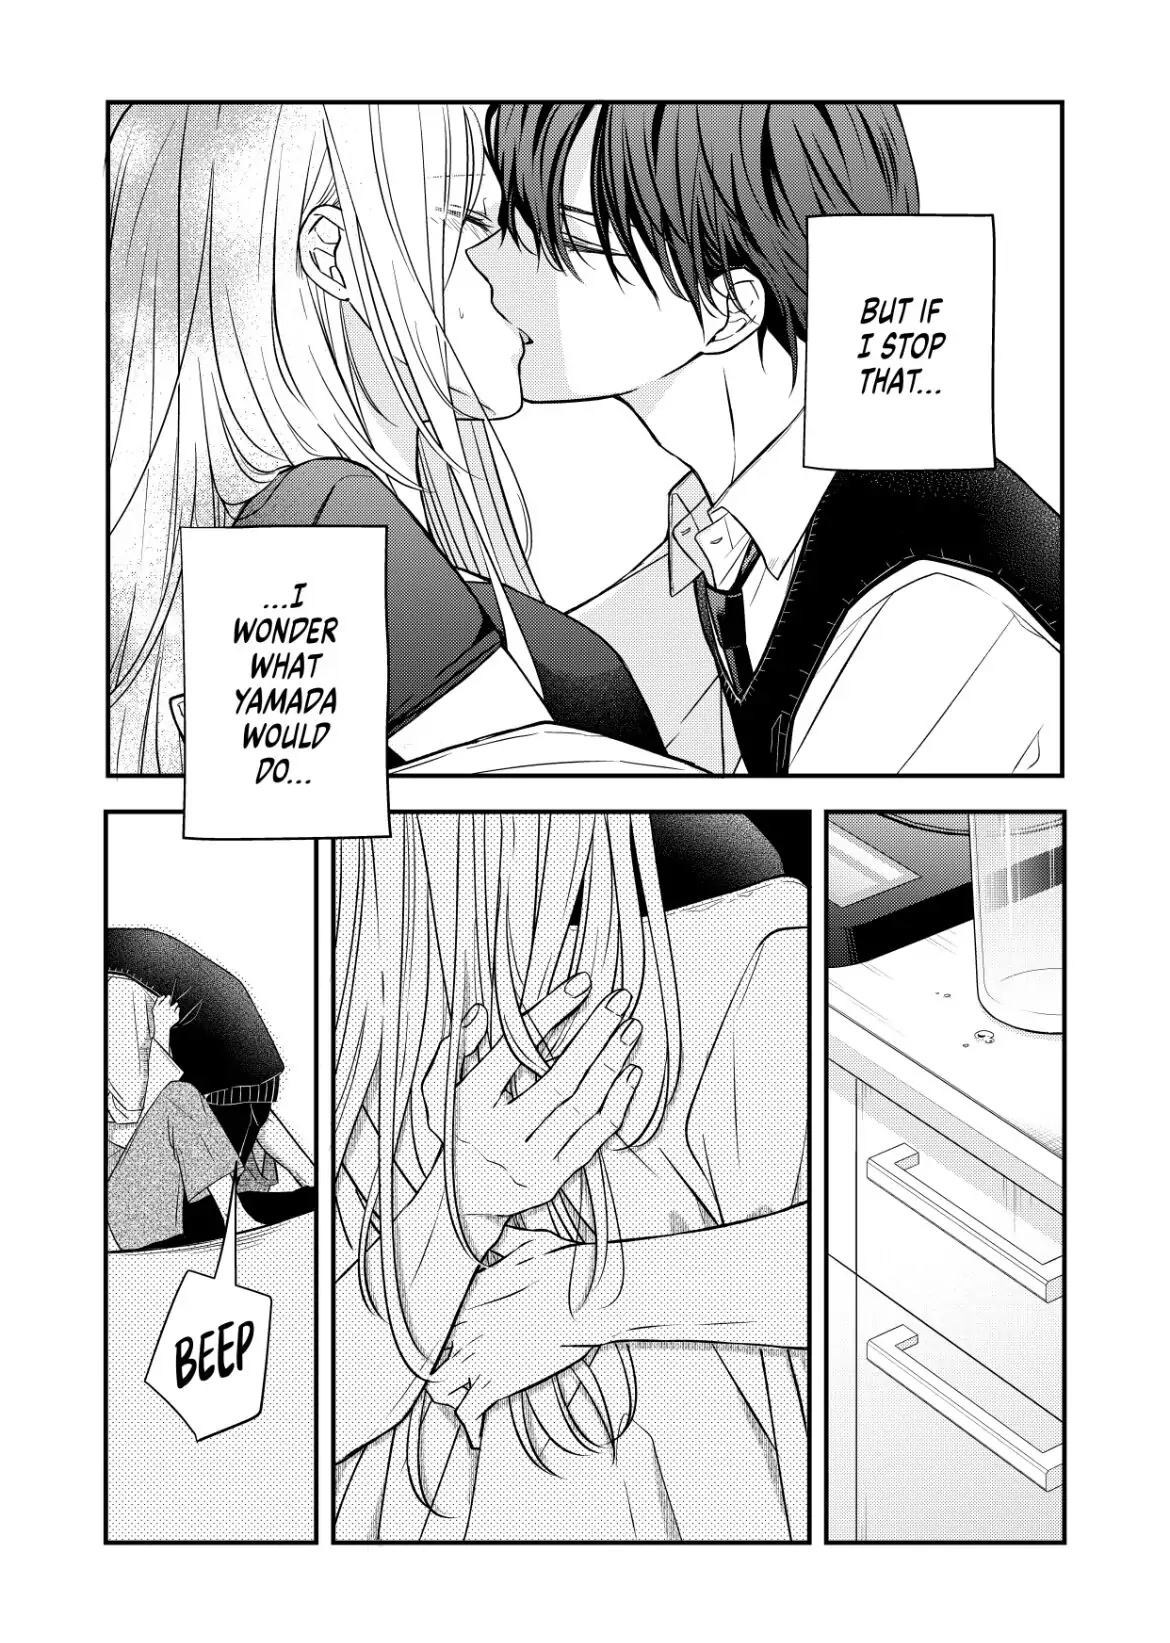 BUT IF
I STOP
THAT...
...I
WONDER
WHAT
YAMADA
WOULD
DO...
BEEP